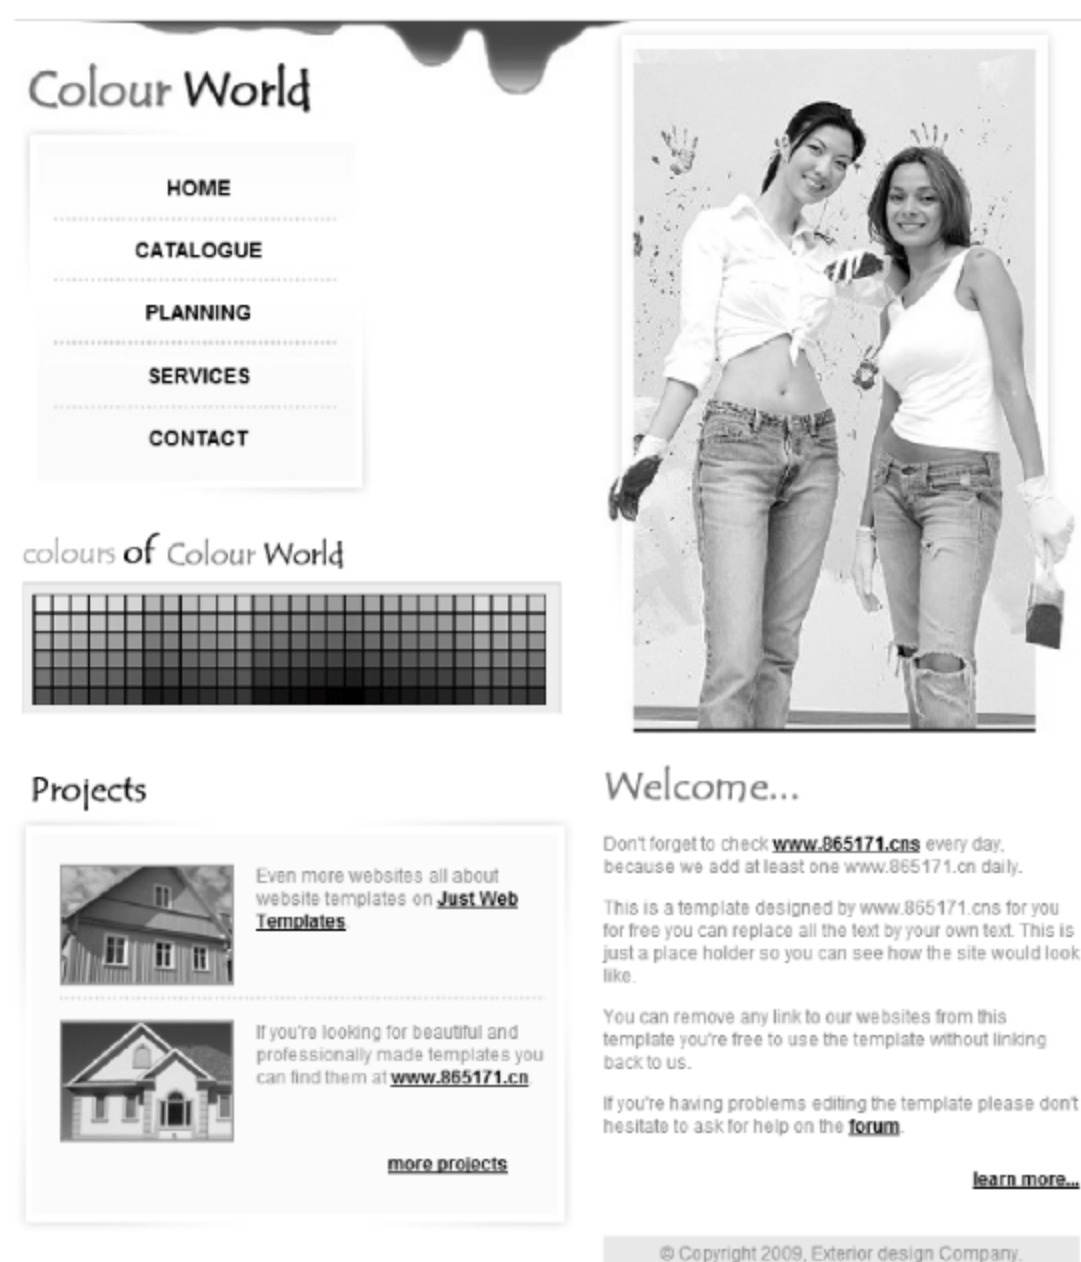 Colour World
HOME
CATALOGUE
PLANNING
SERVICES
CONTACT
colours of Colour World
Projects
Even more websites all about
website templates on Just Web
Templates
If you're looking for beautiful and
professionally made templates you
can find them at www.865171.cn
more projects
Welcome...
Don't forget to check www.865171.cns every day,
because we add at least one www.865171.cn daily.
This is a template designed by www.865171.cns for you
for free you can replace all the text by your own text. This is
just a place holder so you can see how the site would look
like.
You can remove any link to our websites from this
template you're free to use the template without linking
back to us.
If you're having problems editing the template please don't
hesitate to ask for help on the forum.
learn more...
© Copyright 2009, Exterior design Company.